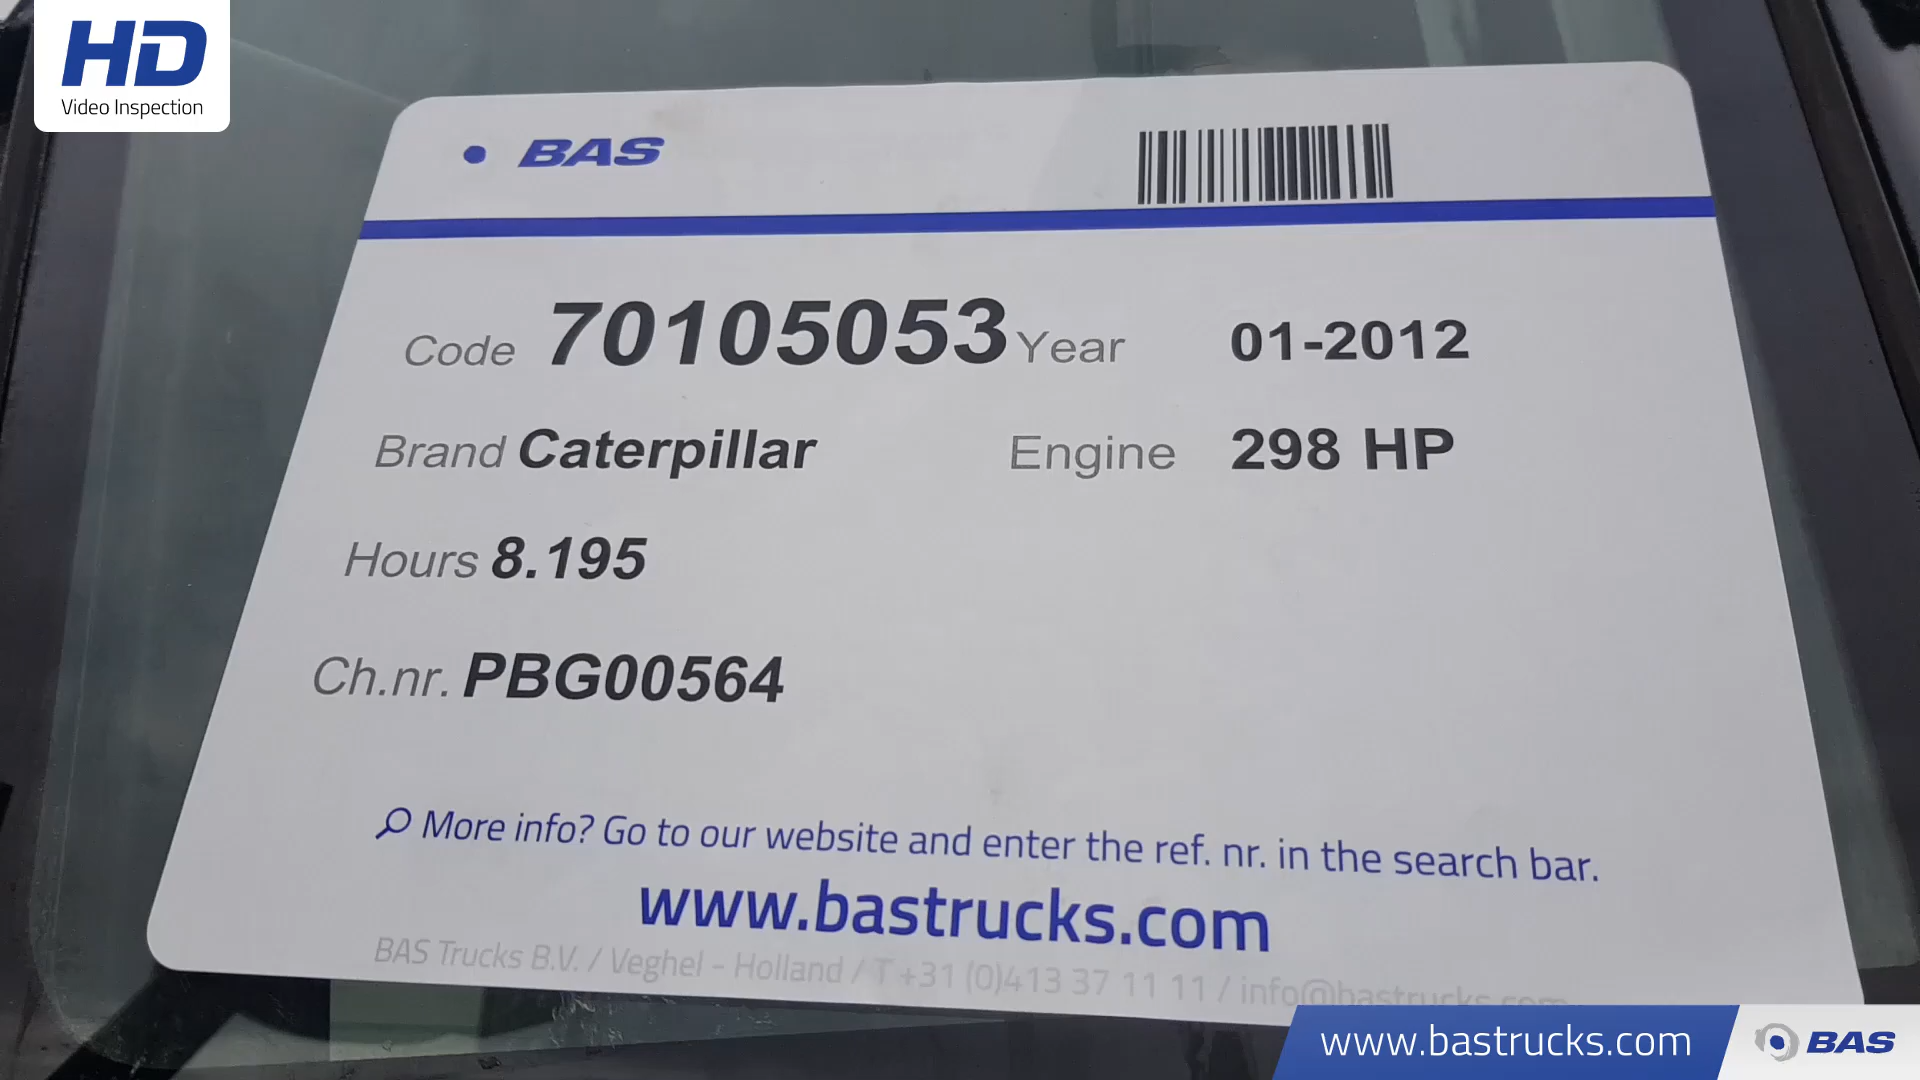 HD
Video Inspection
BAS
Code 70105053 Year 01-2012
Brand Caterpillar Engine 298 HP
Hours 8.195
Ch.nr. PBG00564
More info? Go to our website and enter the ref. nr. in the search bar.
www.bastrucks.com
BAS Trucks B.V. / Veghel - Holland / T +31 (0)413 37 11 11 / info@bastrucks.com
www.bastrucks.com
BAS